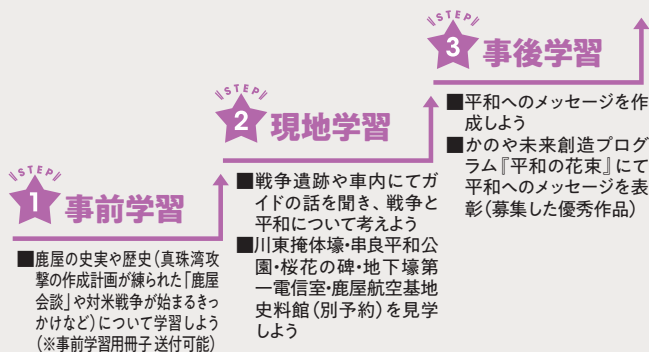 STEP
1 事前学習
■鹿屋の史実や歴史(真珠湾攻
撃の作成計画が練られた「鹿屋
会談」や対米戦争が始まるきっ
かけなど)について学習しよう
(※事前学習用冊子 送付可能)
STEP
2 現地学習
■戦争遺跡や車内にてガ
イドの話を聞き、戦争と
平和について考えよう
■川東掩体壕・串良平和公
園・桜花の碑・地下壕第
一電信室・鹿屋航空基地
史料館(別予約)を見学
しよう
STEP
3 事後学習
■平和へのメッセージを作
成しよう
■かのや未来創造プログ
ラム『平和の花束』にて
平和へのメッセージを表
彰(募集した優秀作品)